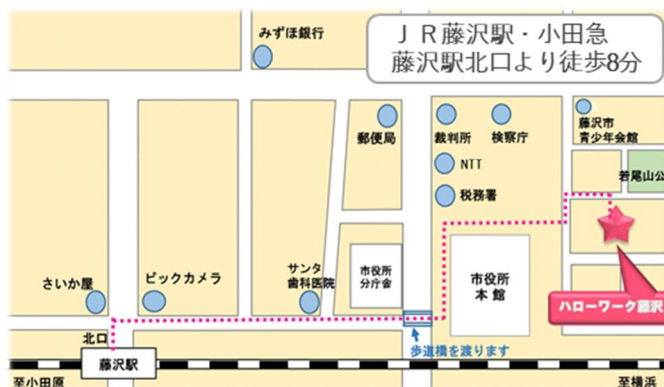 ＪＲ藤沢駅・小田急
藤沢駅北口より徒歩8分
みずほ銀行
郵便局
裁判所
検察庁
藤沢市
青少年会館
NTT
税務署
若尾山公
さいか屋
ビックカメラ
サンタ
歯科医院
市役所
分庁舎
市役所
本館
ハローワーク藤沢
北口
藤沢駅
歩道橋を渡ります
至小田原
至横浜